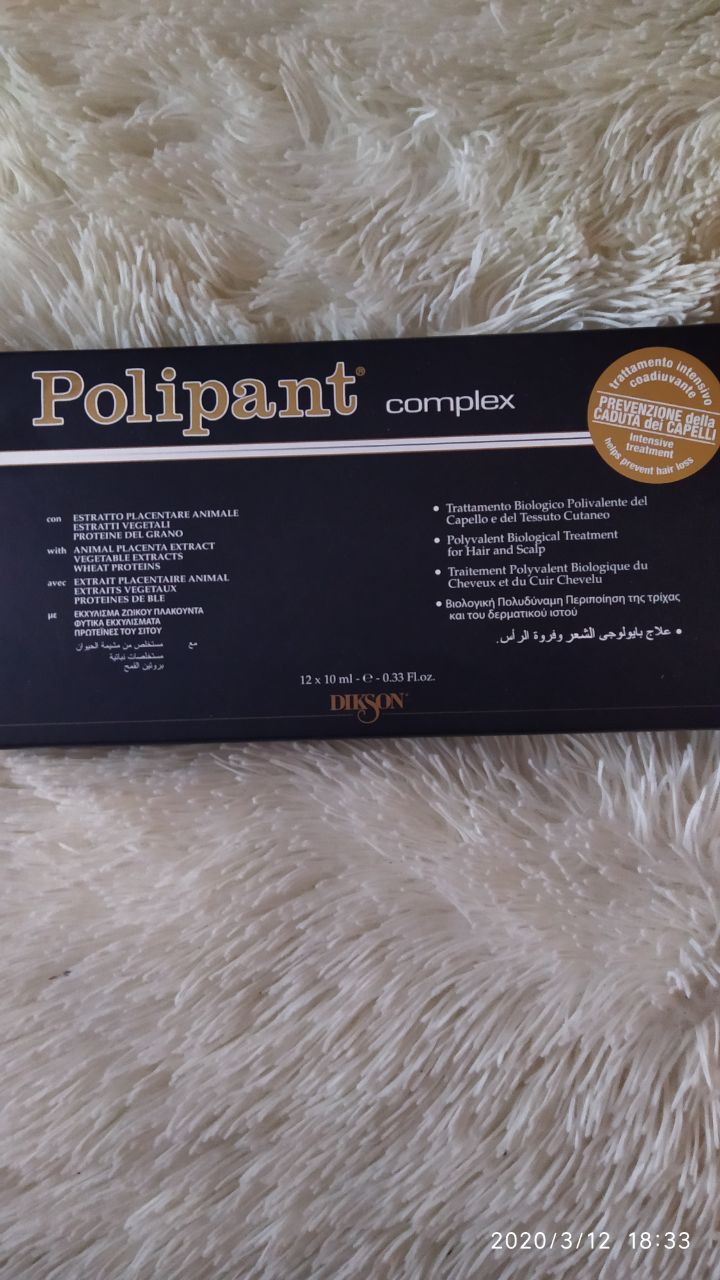 Polipant® complex
trattamento intensivo
coadiuvante
PREVENZIONE della
CADUTA dei CAPELLI
Intensive
treatment
helps prevent hair loss
con ESTRATTO PLACENTARE ANIMALE
ESTRATTI VEGETALI
PROTEINE DEL GRANO
with ANIMAL PLACENTA EXTRACT
VEGETABLE EXTRACTS
WHEAT PROTEINS
avec EXTRAIT PLACENTAIRE ANIMAL
EXTRAITS VEGETAUX
PROTEINES DE BLE
με ΕΚΧΥΛΙΣΜΑ ΖΩΙΚΟΥ ΠΛΑΚΟΥΝΤΑ
ΦΥΤΙΚΑ ΕΚΧΥΛΙΣΜΑΤΑ
ΠΡΩΤΕΪΝΕΣ ΤΟΥ ΣΙΤΟΥ
مع مستخلص من مشيمة الحيوان
مستخلصات نباتية
بروتين القمح
• Trattamento Biologico Polivalente del
Capello e del Tessuto Cutaneo
• Polyvalent Biological Treatment
for Hair and Scalp
• Traitement Polyvalent Biologique du
Cheveux et du Cuir Chevelu
• Βιολογική Πολυδύναμη Περιποίηση της τρίχας
και του δερματικού ιστού
• علاج بايولوجى الشعر وفروة الرأس.
12 x 10 ml - ℮ - 0.33 Fl.oz.
DIKSON®
2020/3/12 18:33